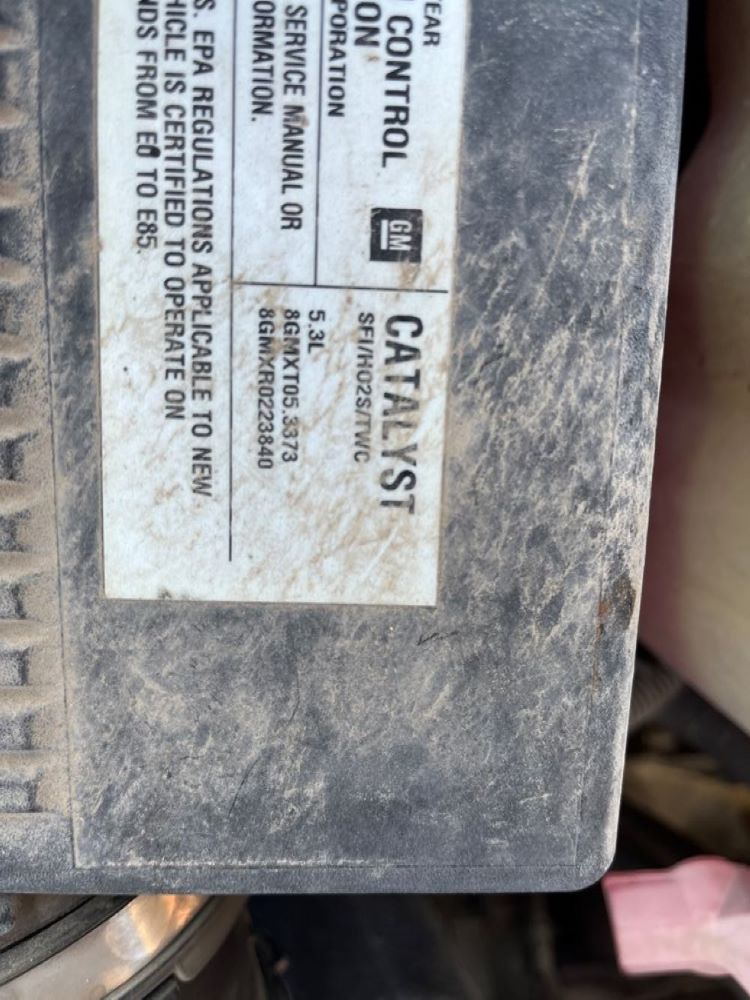 YEAR
CONTROL
ON
PORATION
GM
SERVICE MANUAL OR
ORMATION.
CATALYST
SFI/HO2S/TWC
5.3L
8GMXT05.3373
8GMXR0223840
S. EPA REGULATIONS APPLICABLE TO NEW
HICLE IS CERTIFIED TO OPERATE ON
NDS FROM E0 TO E85.